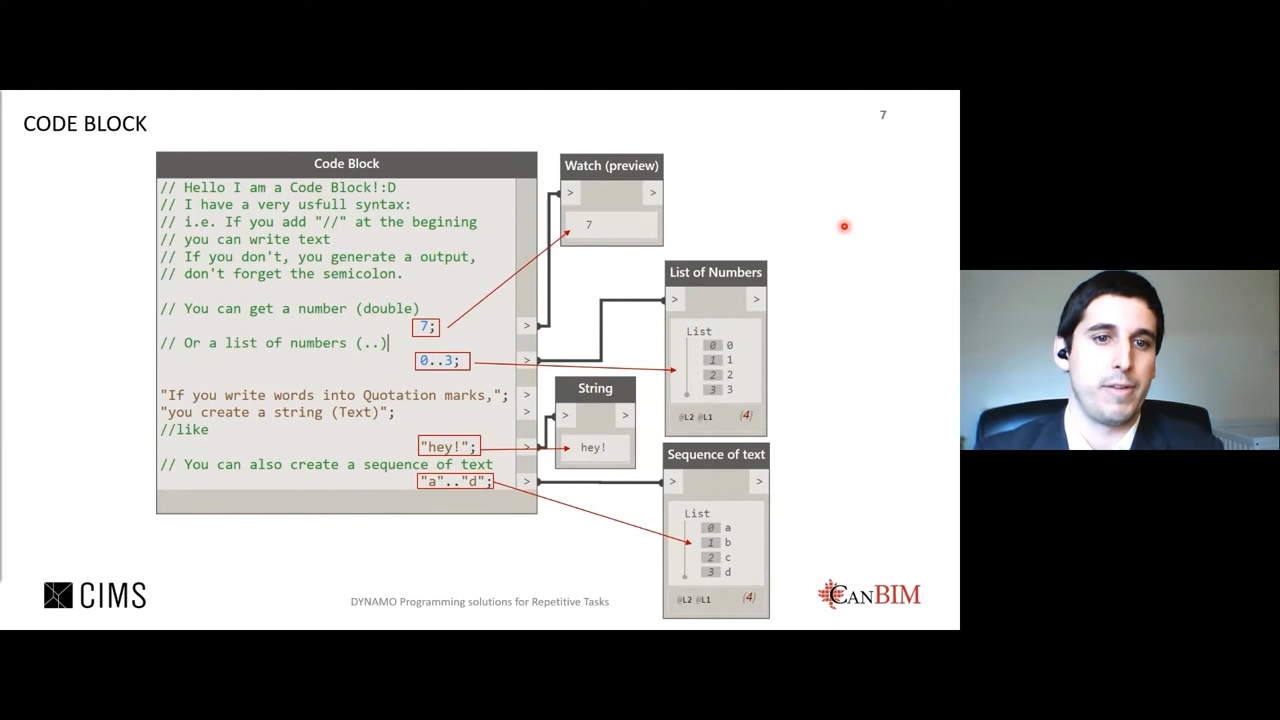 CODE BLOCK
7
Code Block
// Hello I am a Code Block!:D
// I have a very usfull syntax:
// i.e. If you add "//" at the begining
// you can write text
// If you don't, you generate a output,
// don't forget the semicolon.
// You can get a number (double)
7;
>
// Or a list of numbers (..)
0..3;
>
"If you write words into Quotation marks,";
>
"you create a string (Text)";
>
//like
"hey!";
>
// You can also create a sequence of text
"a".."d";
>
Watch (preview)
> >
7
List of Numbers
> >
List
0 0
1 1
2 2
3 3
@L2 @L1 {4}
String
> >
hey!
Sequence of text
> >
List
0 a
1 b
2 c
3 d
@L2 @L1 {4}
CIMS
DYNAMO Programming solutions for Repetitive Tasks
CANBIM